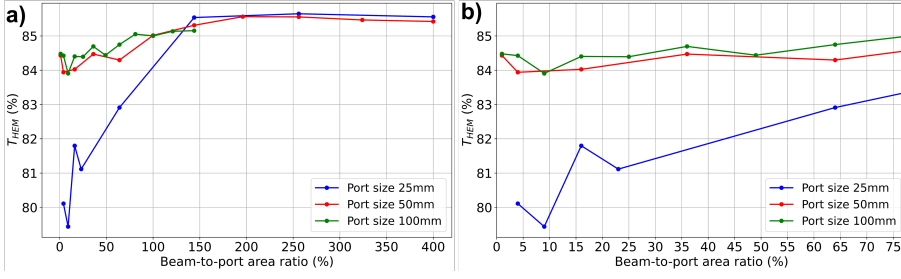 a)
T_HEM (%)
85
84
83
82
81
80
Port size 25mm
Port size 50mm
Port size 100mm
0 50 100 150 200 250 300 350 400
Beam-to-port area ratio (%)
b)
T_HEM (%)
85
84
83
82
81
80
Port size 25mm
Port size 50mm
Port size 100mm
0 5 10 15 20 25 30 35 40 45 50 55 60 65 70 75
Beam-to-port area ratio (%)